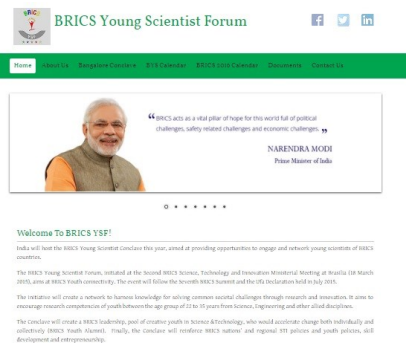 BRICS
BRICS Young Scientist Forum
Home About Us Bangalore Conclave BYS Calendar BRICS 2016 Calendar Documents Contact Us
“BRICS acts as a vital pillar of hope for this world full of political
challenges, safety related challenges and economic challenges.”
NARENDRA MODI
Prime Minister of India
Welcome To BRICS YSF!
India will host the BRICS Young Scientist Conclave this year, aimed at providing opportunities to engage and network young scientists of BRICS
countries.
The BRICS Young Scientist Forum, initiated at the Second BRICS Science, Technology and Innovation Ministerial Meeting at Brasilia (18 March
2015), aims at BRICS Youth connectivity. The event will follow the Seventh BRICS Summit and the Ufa Declaration held in July 2015.
The initiative will create a network to harness knowledge for solving common societal challenges through research and innovation. It aims to
encourage research competencies of youth between the age group of 22 to 35 years from Science, Engineering and other allied disciplines.
The Conclave will create a BRICS leadership, pool of creative youth in Science &Technology, who would accelerate change both individually and
collectively (BRICS Youth Alumni). Finally, the Conclave will reinforce BRICS nations' and regional STI policies and youth policies, skill
development and entrepreneurship.